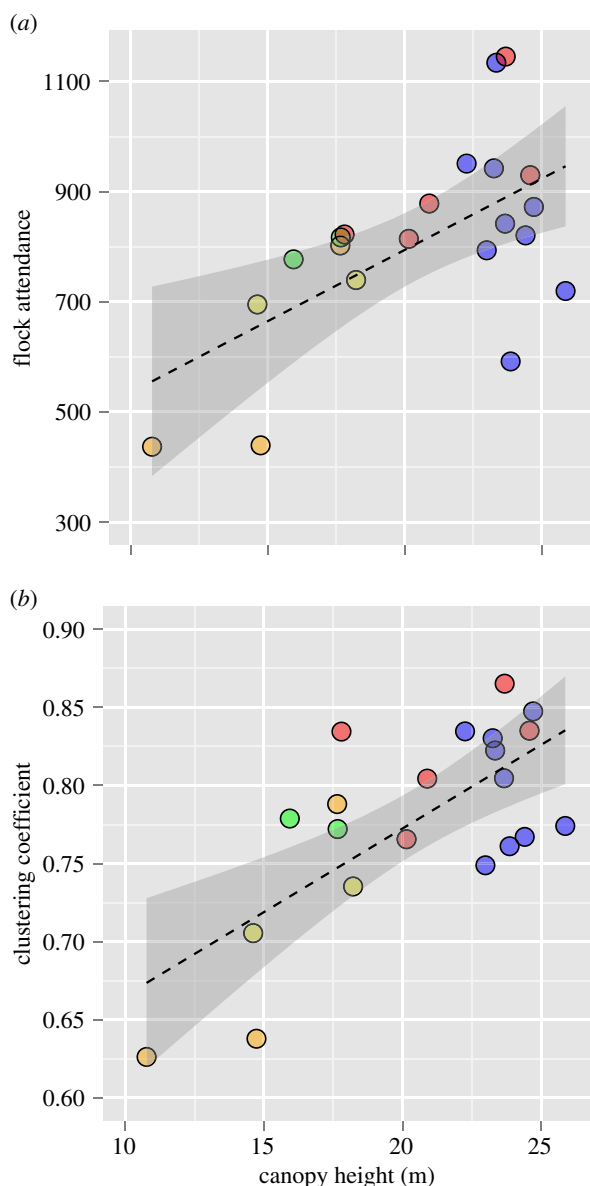 (a)
1100
900
700
500
300
flock attendance
(b)
0.90
0.85
0.80
0.75
0.70
0.65
0.60
clustering coefficient
10 15 20 25
canopy height (m)